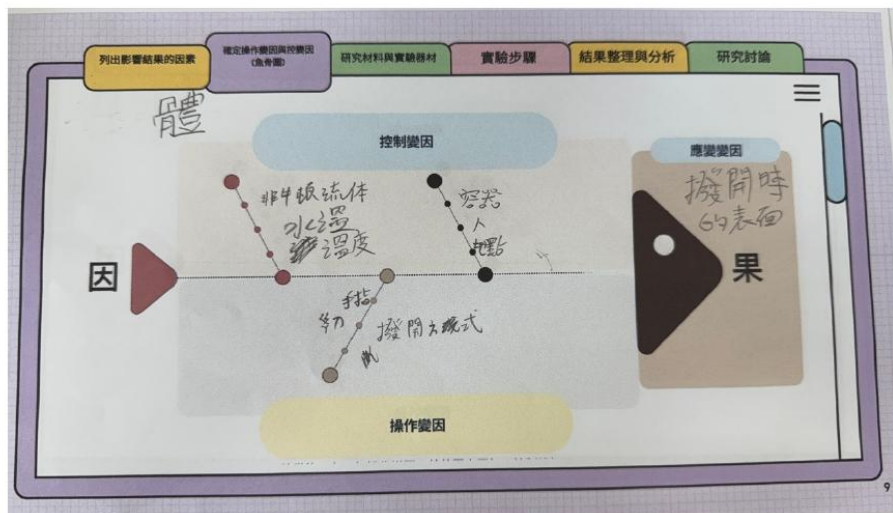 列出影響結果的因素
確定操作變因與控變因
(魚骨圖)
研究材料與實驗器材
實驗步驟
結果整理與分析
研究討論
體
控制變因
應變變因
非牛頓流体
水溫
溫度
容器
人
地點
撥開時
的表面
因
果
手指
撥開方式
操作變因
9